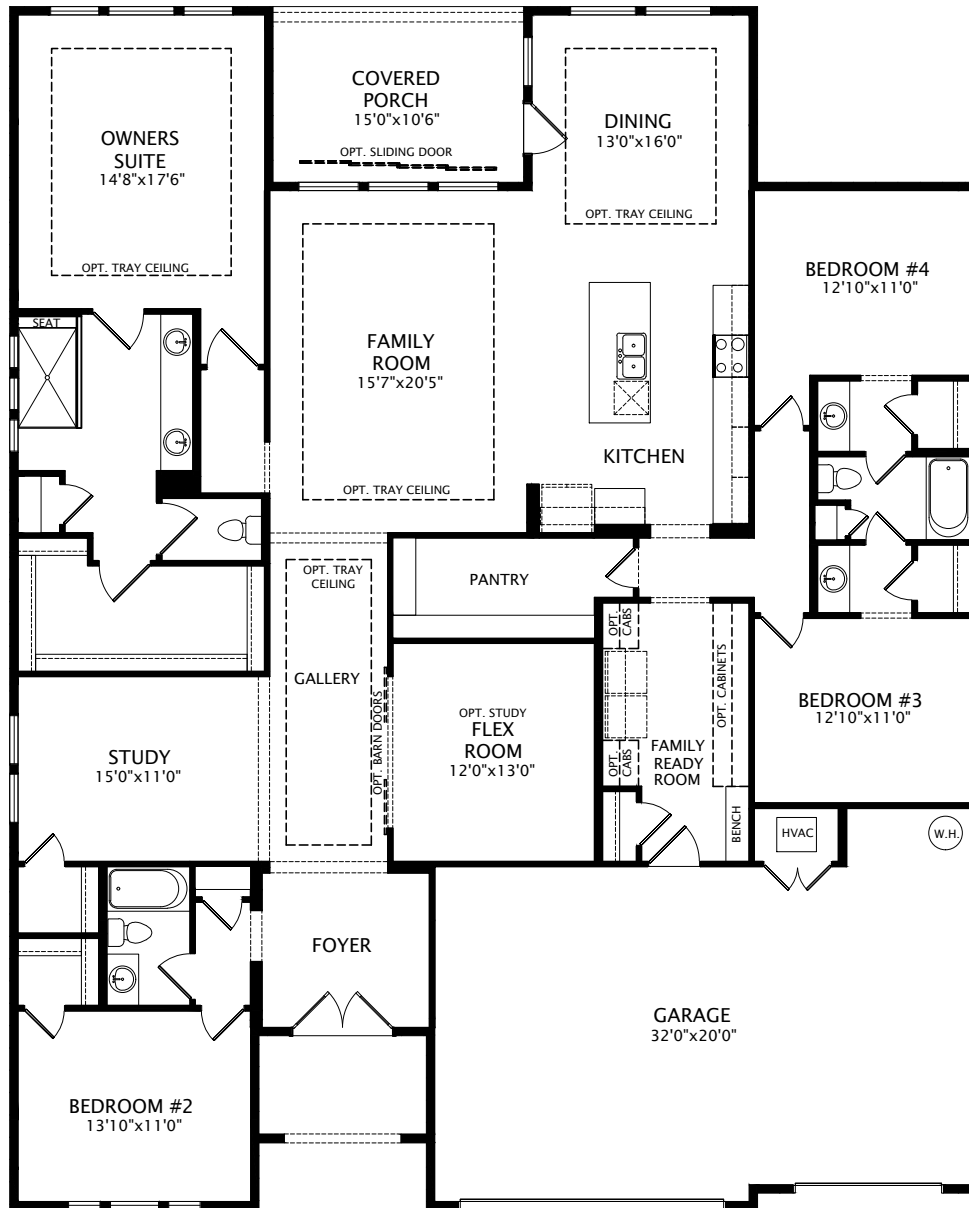 OWNERS
SUITE
14'8"x17'6"
OPT. TRAY CEILING
COVERED
PORCH
15'0"x10'6"
OPT. SLIDING DOOR
DINING
13'0"x16'0"
OPT. TRAY CEILING
BEDROOM #4
12'10"x11'0"
SEAT
FAMILY
ROOM
15'7"x20'5"
OPT. TRAY CEILING
KITCHEN
OPT. TRAY
CEILING
PANTRY
GALLERY
OPT. BARN DOORS
OPT. STUDY
FLEX
ROOM
12'0"x13'0"
OPT.
CABS
OPT. CABINETS
OPT.
CABS
FAMILY
READY
ROOM
BENCH
BEDROOM #3
12'10"x11'0"
STUDY
15'0"x11'0"
HVAC
W.H.
FOYER
GARAGE
32'0"x20'0"
BEDROOM #2
13'10"x11'0"